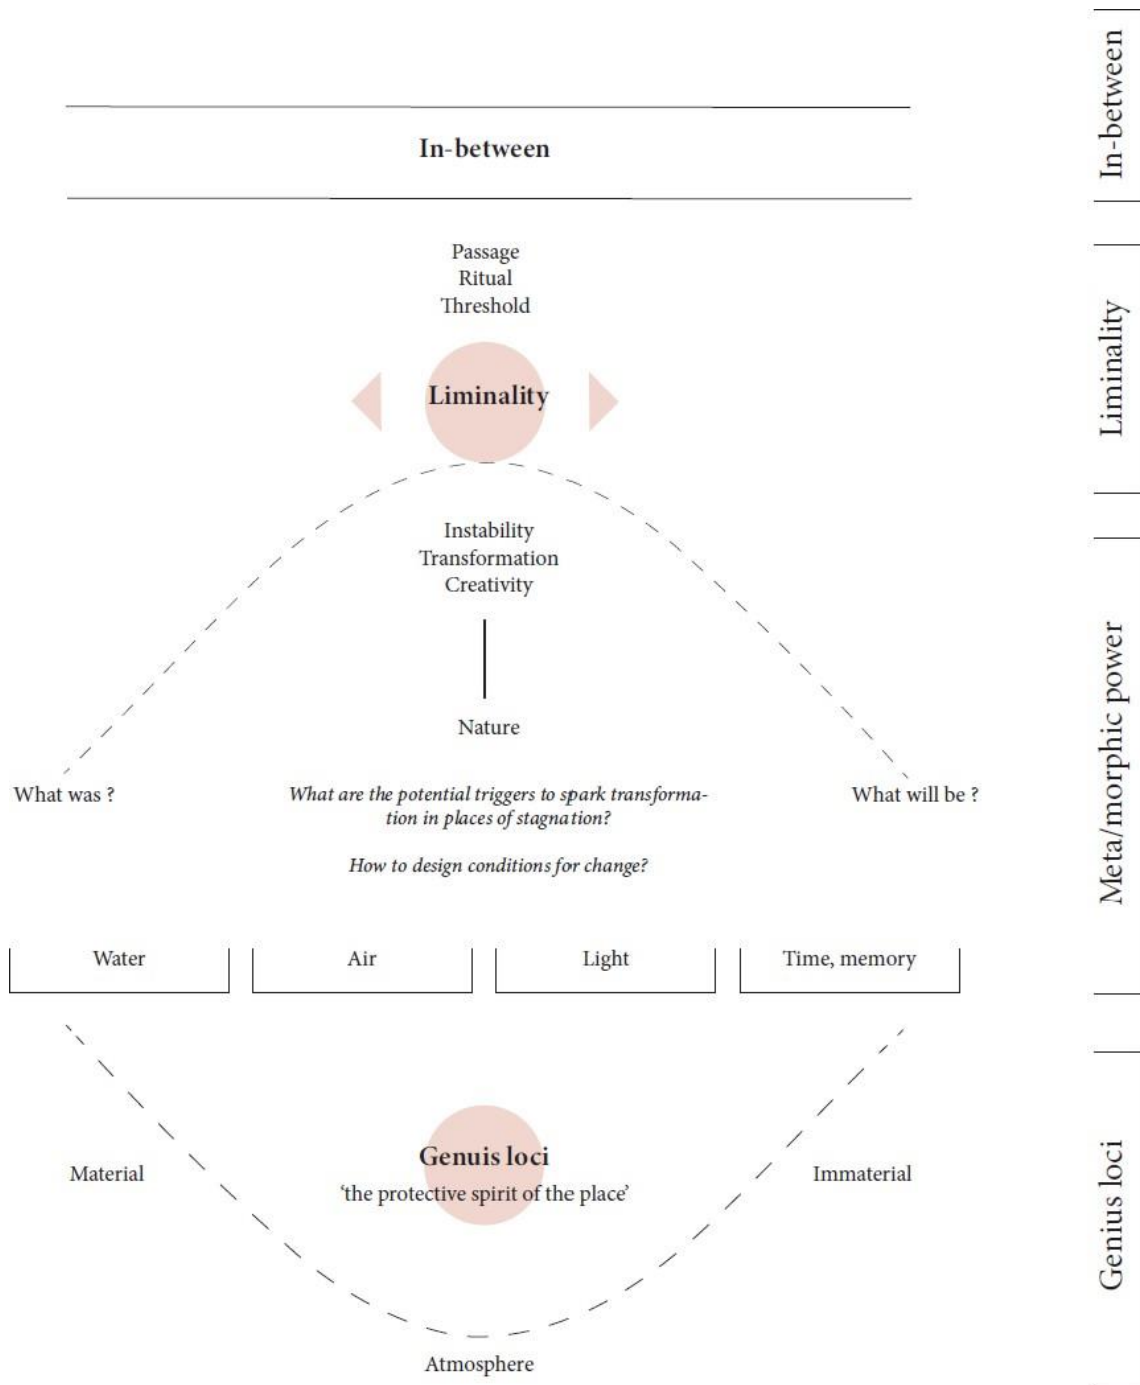 In-between
Passage
Ritual
Threshold
Liminality
Instability
Transformation
Creativity
Nature
What was ?
What are the potential triggers to spark transforma-
tion in places of stagnation?
What will be ?
How to design conditions for change?
Water
Air
Light
Time, memory
Genuis loci
'the protective spirit of the place'
Material
Immaterial
Atmosphere
In-between
Liminality
Meta/morphic power
Genius loci